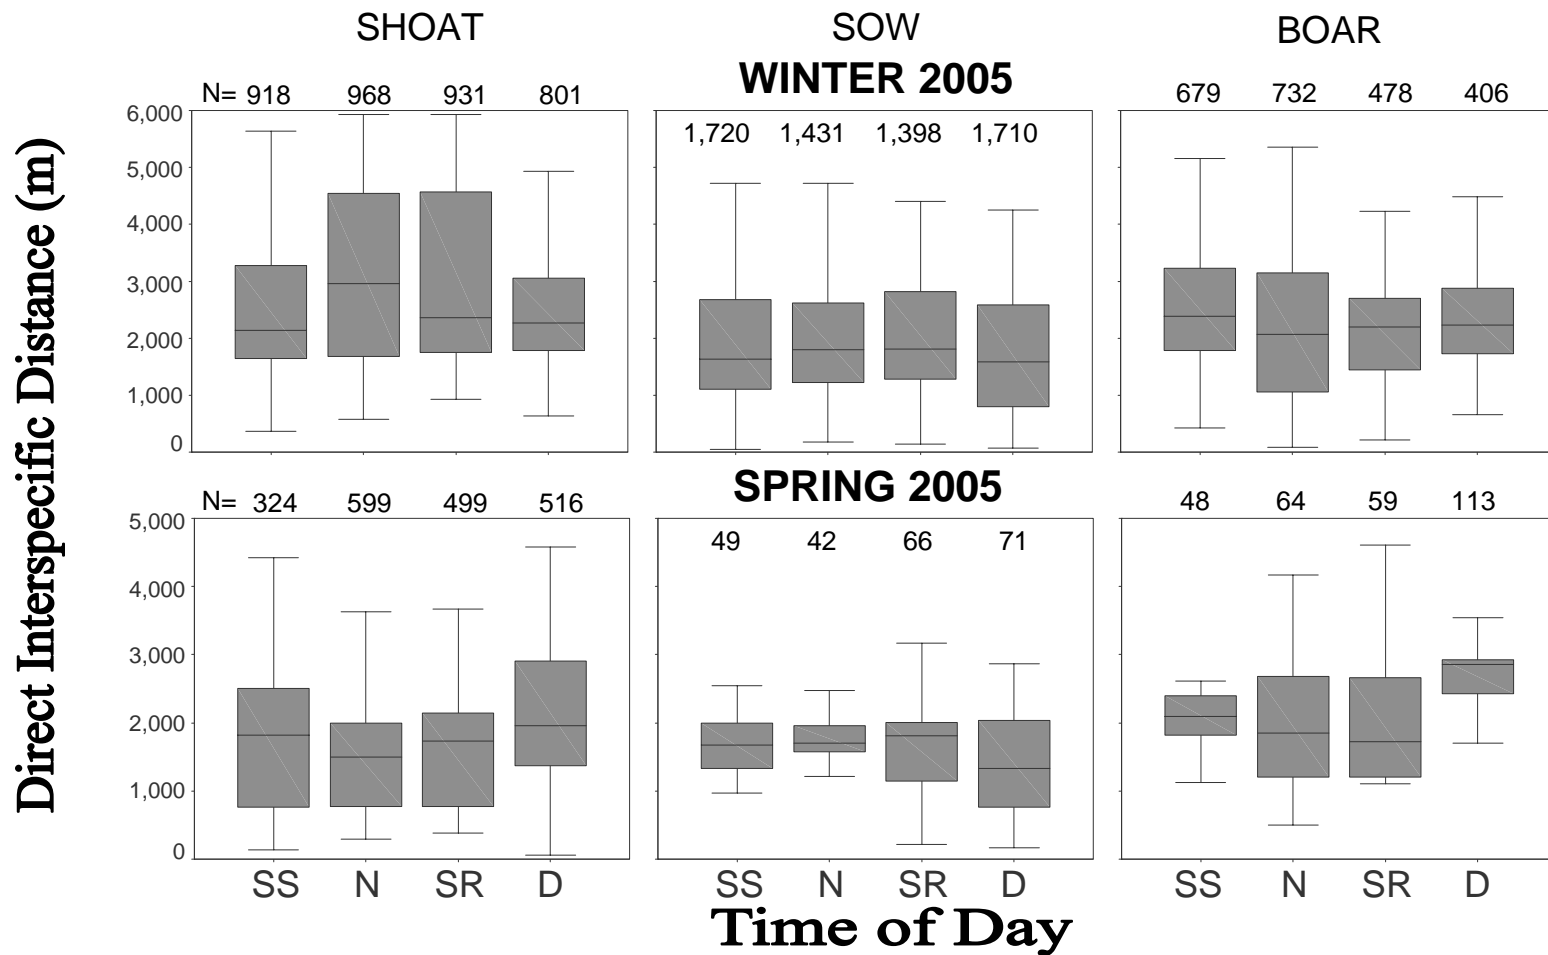 SHOAT SOW BOAR
WINTER 2005
N= 918 968 931 801 679 732 478 406
1,720 1,431 1,398 1,710
6,000
5,000
4,000
3,000
2,000
1,000
0
SPRING 2005
N= 324 599 499 516 48 64 59 113
49 42 66 71
5,000
4,000
3,000
2,000
1,000
0
SS N SR D SS N SR D SS N SR D
Time of Day
Direct Interspecific Distance (m)